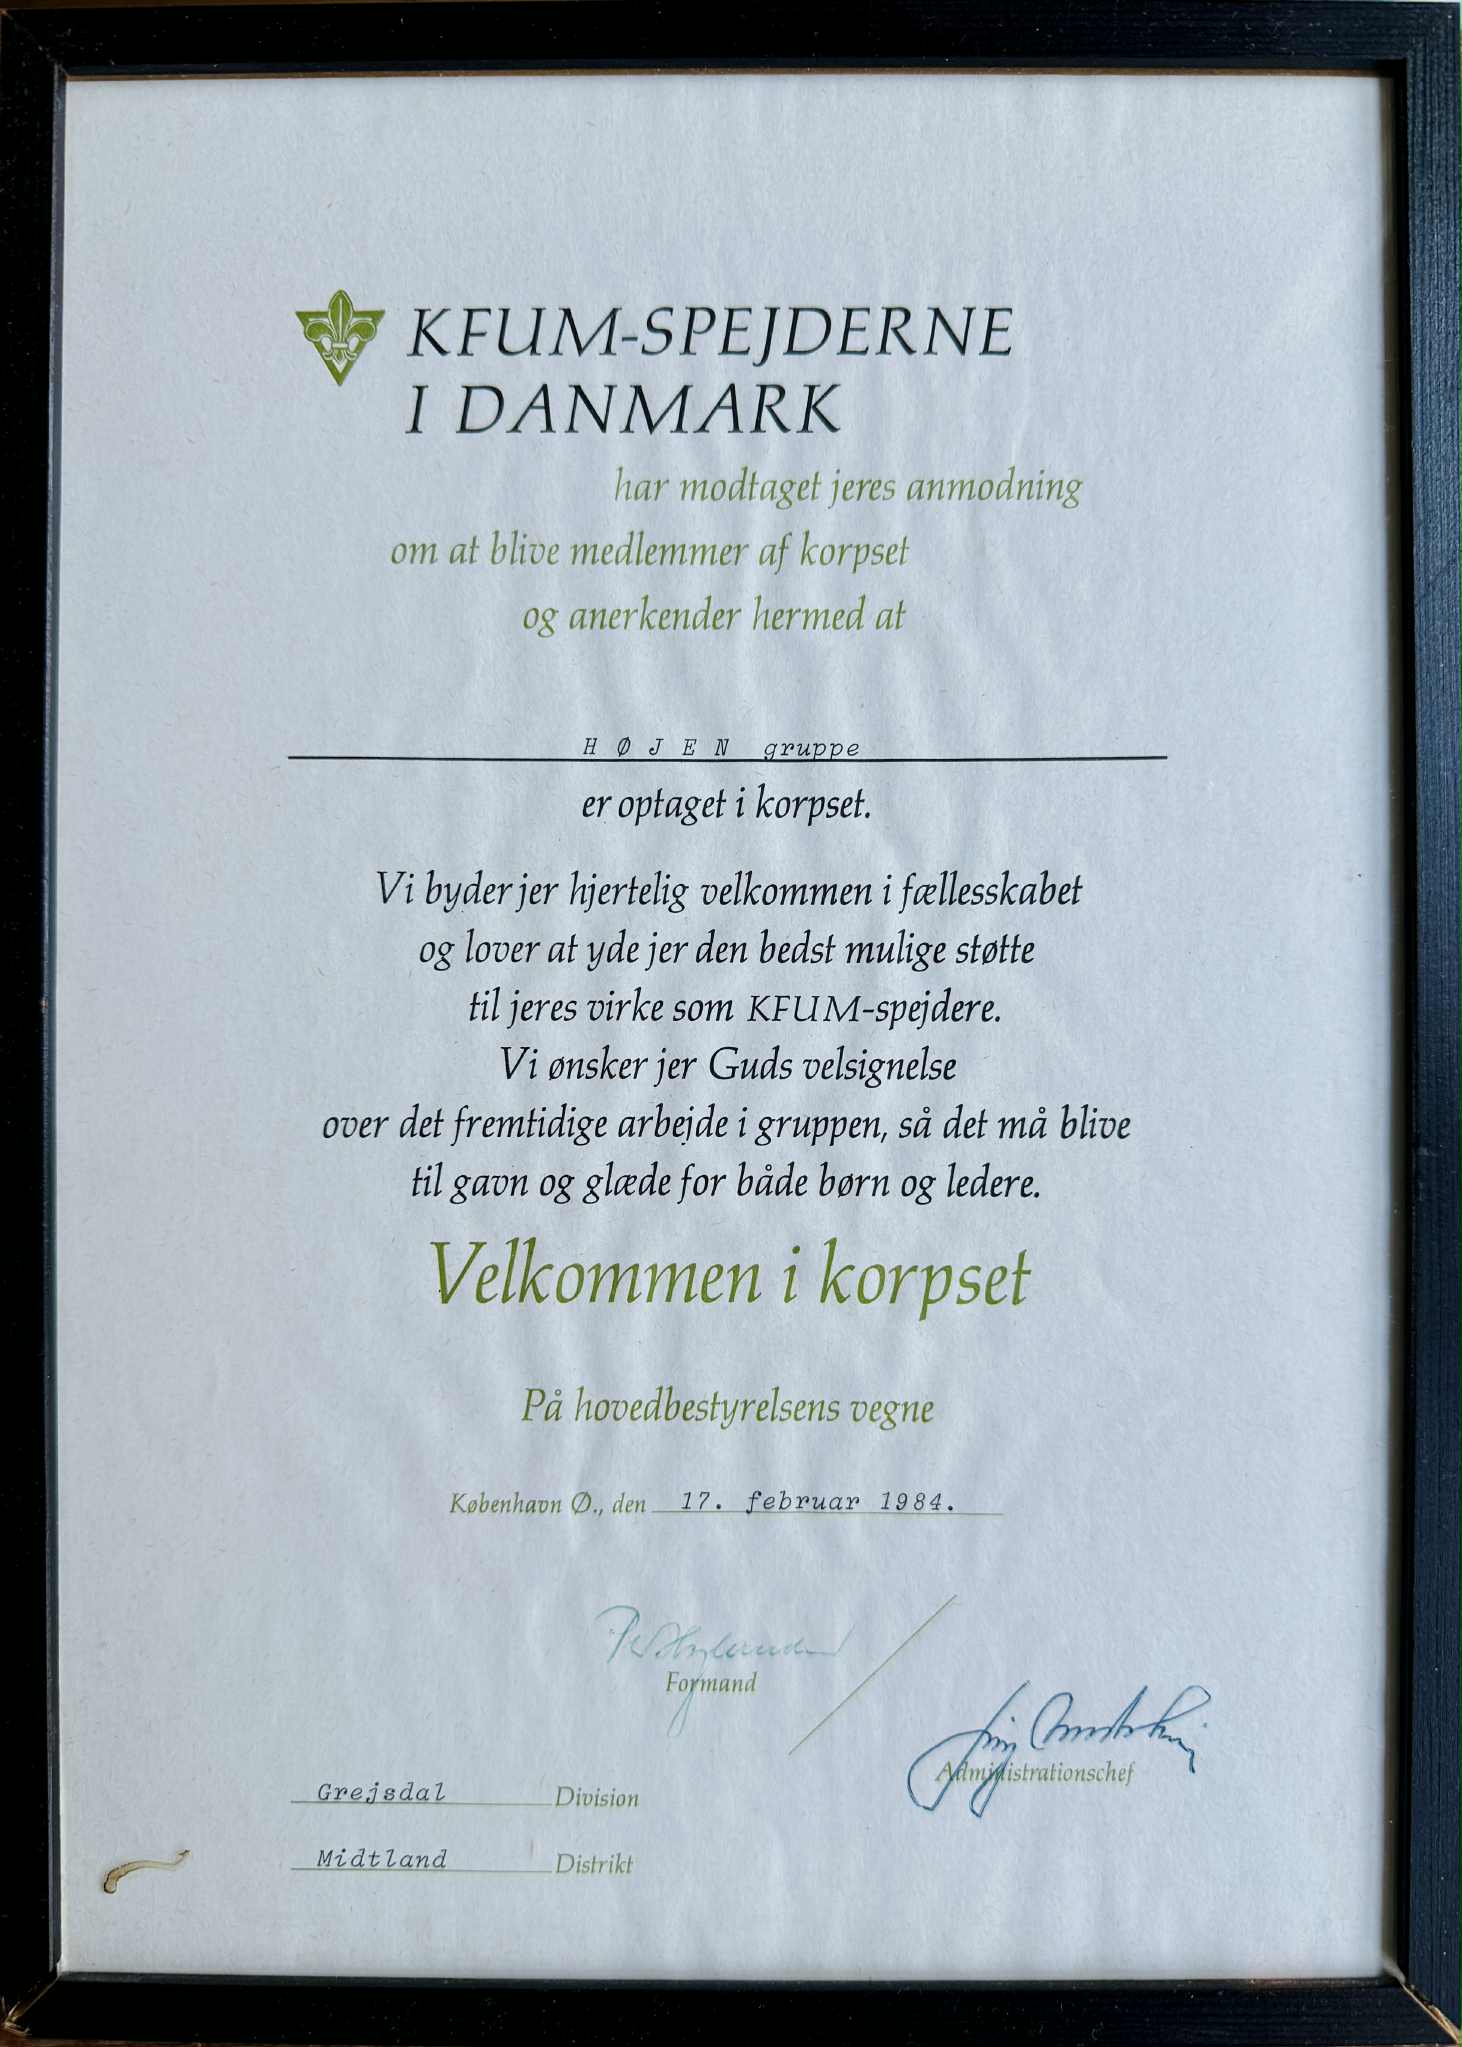 KFUM-SPEJDERNE
I DANMARK
har modtaget jeres anmodning
om at blive medlemmer af korpset
og anerkender hermed at
H Ø J E N gruppe
er optaget i korpset.
Vi byder jer hjertelig velkommen i fællesskabet
og lover at yde jer den bedst mulige støtte
til jeres virke som KFUM-spejdere.
Vi ønsker jer Guds velsignelse
over det fremtidige arbejde i gruppen, så det må blive
til gavn og glæde for både børn og ledere.
Velkommen i korpset
På hovedbestyrelsens vegne
København Ø., den 17. februar 1984.
Formand
Administrationschef
Grejsdal Division
Midtland Distrikt